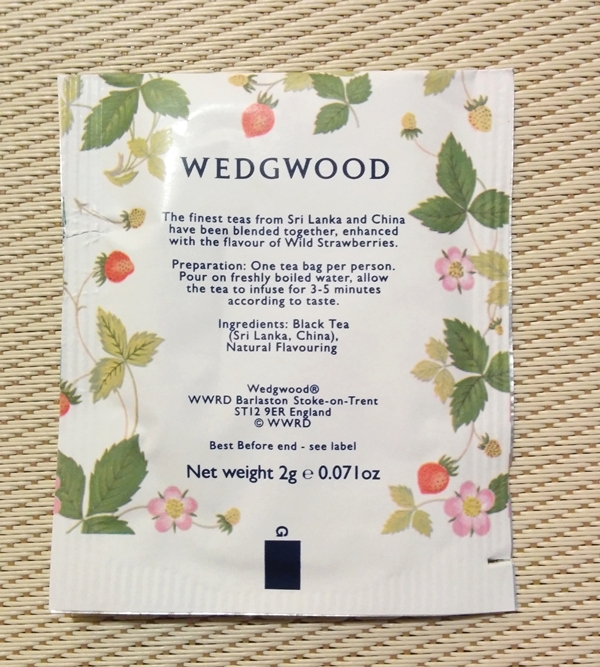 WEDGWOOD
The finest teas from Sri Lanka and China
have been blended together, enhanced
with the flavour of Wild Strawberries.
Preparation: One tea bag per person.
Pour on freshly boiled water, allow
the tea to infuse for 3-5 minutes
according to taste.
Ingredients: Black Tea
(Sri Lanka, China),
Natural Flavouring
Wedgwood®
WWRD Barlaston Stoke-on-Trent
ST12 9ER England
© WWRD
Best Before end - see label
Net weight 2g ℮ 0.071oz
G